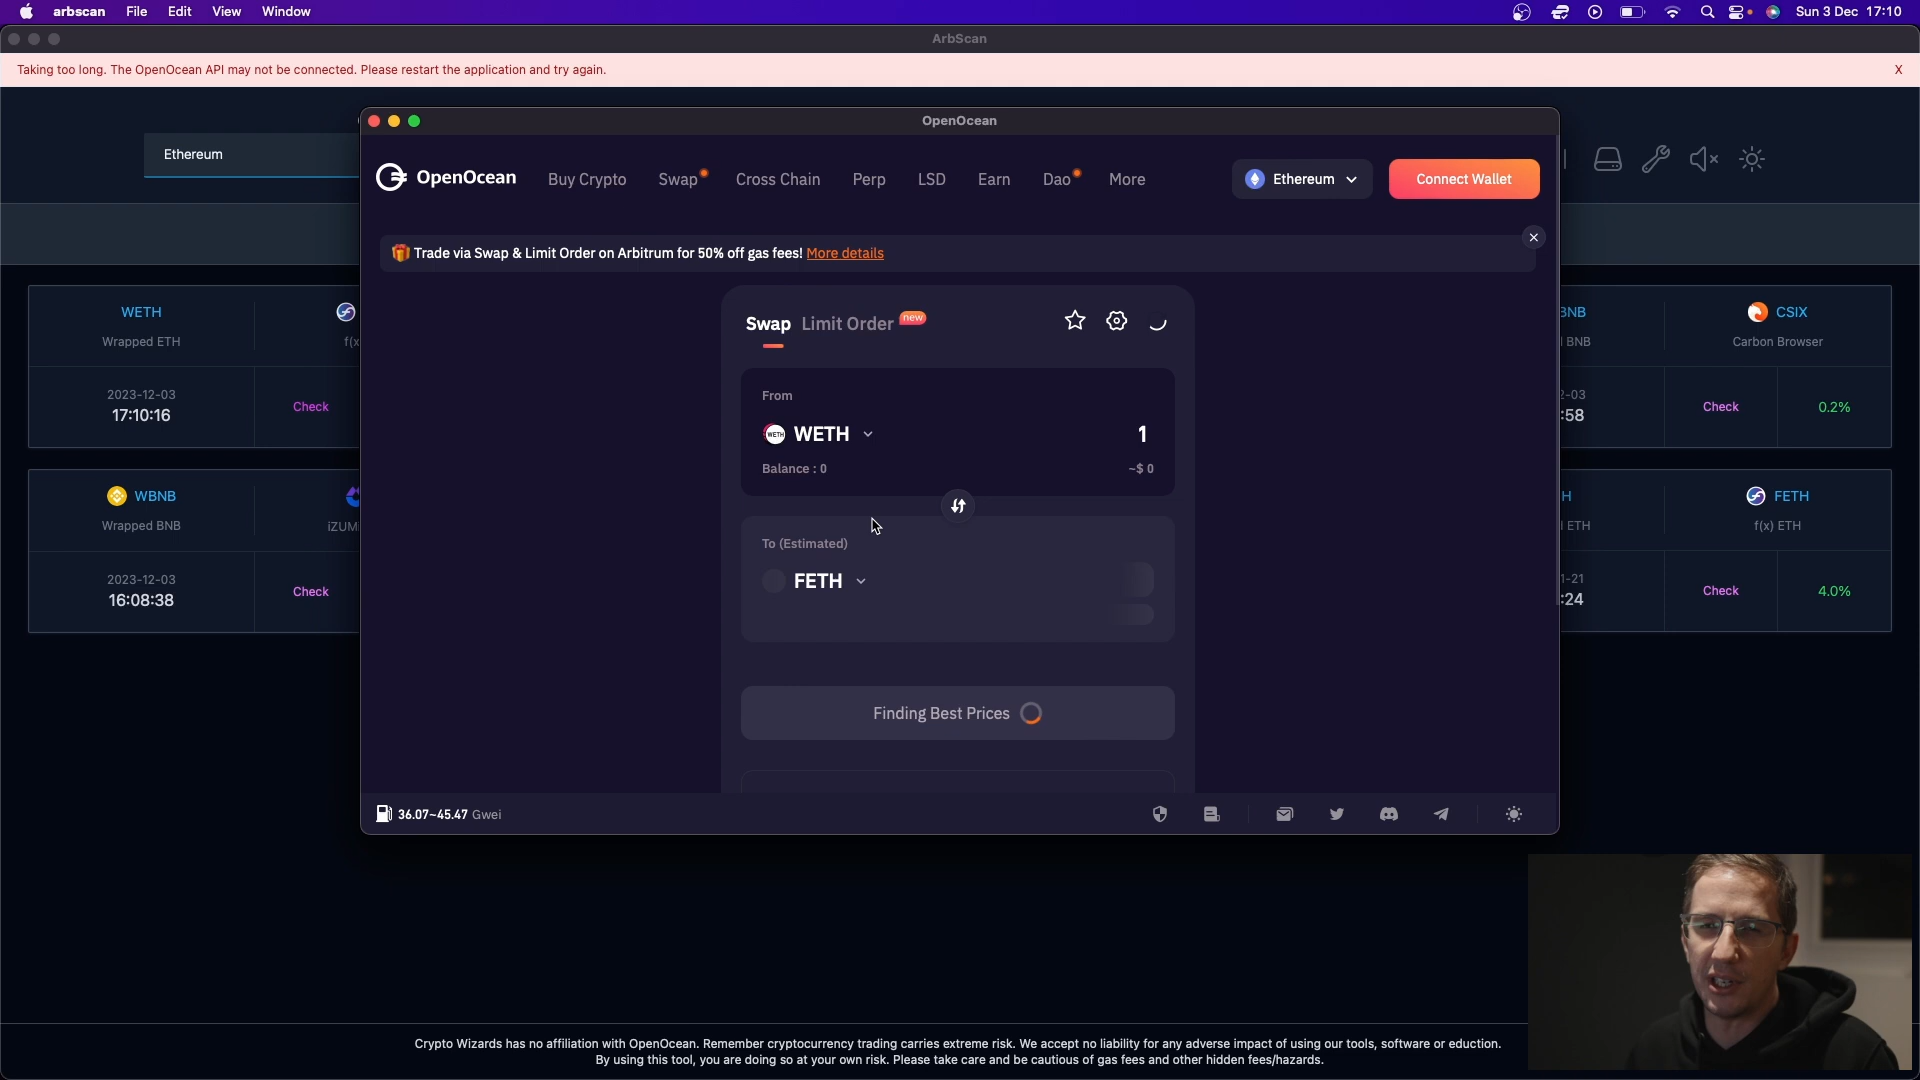 arbscan File Edit View Window Sun 3 Dec 17:10
ArbScan
Taking too long. The OpenOcean API may not be connected. Please restart the application and try again. X
OpenOcean
Ethereum
OpenOcean Buy Crypto Swap Cross Chain Perp LSD Earn Dao More Ethereum Connect Wallet
Trade via Swap & Limit Order on Arbitrum for 50% off gas fees! More details
Swap Limit Order new
From
WETH 1
Balance : 0 ~$ 0
To (Estimated)
FETH
Finding Best Prices
36.07~45.47 Gwei
WETH
Wrapped ETH f(x
2023-12-03
17:10:16
Check
WBNB
Wrapped BNB iZUMi
2023-12-03
16:08:38
Check
BNB CSIX
BNB Carbon Browser
2-03
:58
Check 0.2%
H FETH
ETH f(x) ETH
1-21
:24
Check 4.0%
Crypto Wizards has no affiliation with OpenOcean. Remember cryptocurrency trading carries extreme risk. We accept no liability for any adverse impact of using our tools, software or eduction.
By using this tool, you are doing so at your own risk. Please take care and be cautious of gas fees and other hidden fees/hazards.